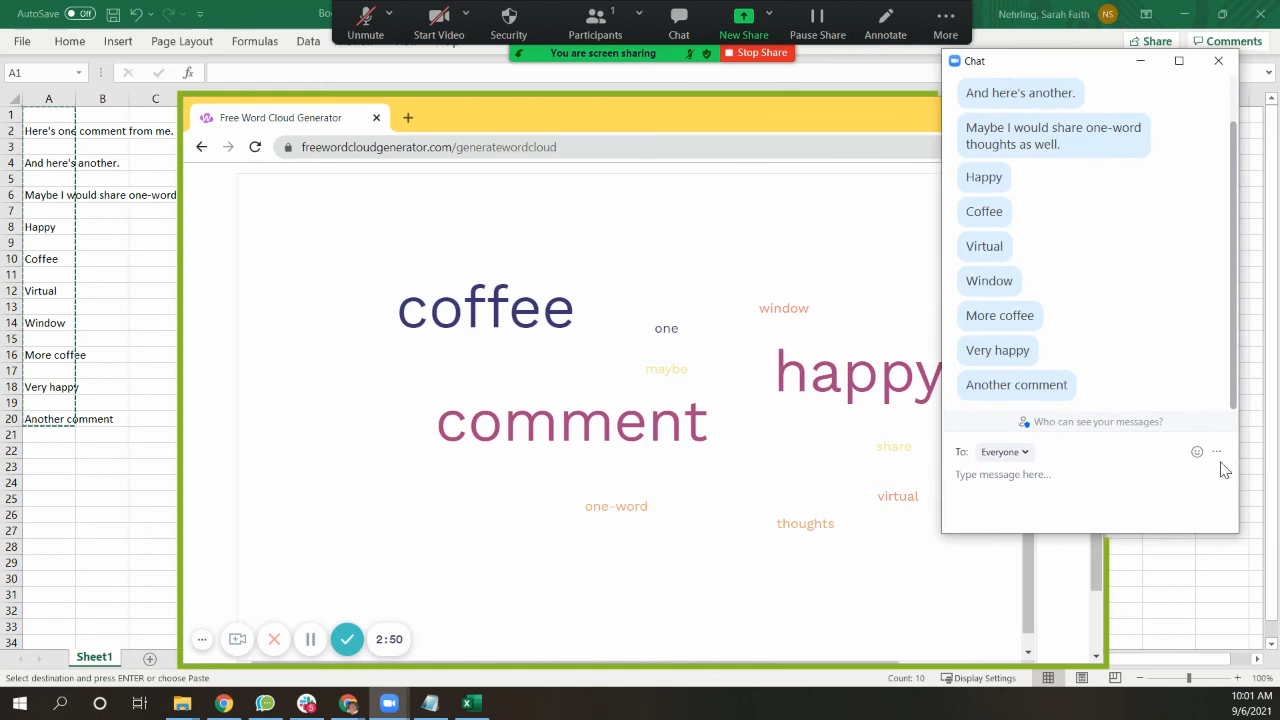 AutoSave Off
Boo
Unmute
Start Video
Security
1
Participants
Chat
New Share
Pause Share
Annotate
More
Nehrling, Sarah Faith
NS
File
Home
Insert
Page Layout
Formulas
Data
You are screen sharing
Stop Share
Share
Comments
A1
fx
A
B
C
1
2 Here's one comment from me.
3
4 And here's another.
5
6 Maybe I would share one-word
7
8 Happy
9
10 Coffee
11
12 Virtual
13
14 Window
15
16 More coffee
17
18 Very happy
19
20 Another comment
21
22
23
24
25
26
27
28
29
30
31
32
33
34
Free Word Cloud Generator
freewordcloudgenerator.com/generatewordcloud
coffee
window
one
maybe
happy
comment
share
one-word
virtual
thoughts
2:50
Chat
And here's another.
Maybe I would share one-word
thoughts as well.
Happy
Coffee
Virtual
Window
More coffee
Very happy
Another comment
Who can see your messages?
To: Everyone
Type message here...
Sheet1
Select destination and press ENTER or choose Paste
Count: 10
Display Settings
100%
10:01 AM
9/6/2021